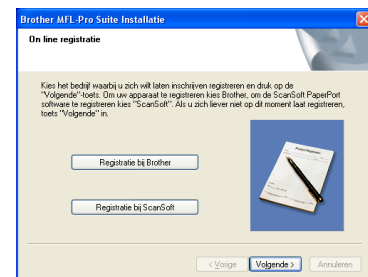 Brother MFL-Pro Suite Installatie
On line registratie
Kies het bedrijf waarbij u zich wilt laten inschrijven registreren en druk op de
"Volgende"-toets. Om uw apparaat te registreren kies Brother, om de ScanSoft PaperPort
software te registreren kies "ScanSoft". Als u zich liever niet op dit moment laat registreren,
toets "Volgende" in.
Registratie bij Brother
Registratie bij ScanSoft
< Vorige
Volgende >
Annuleren